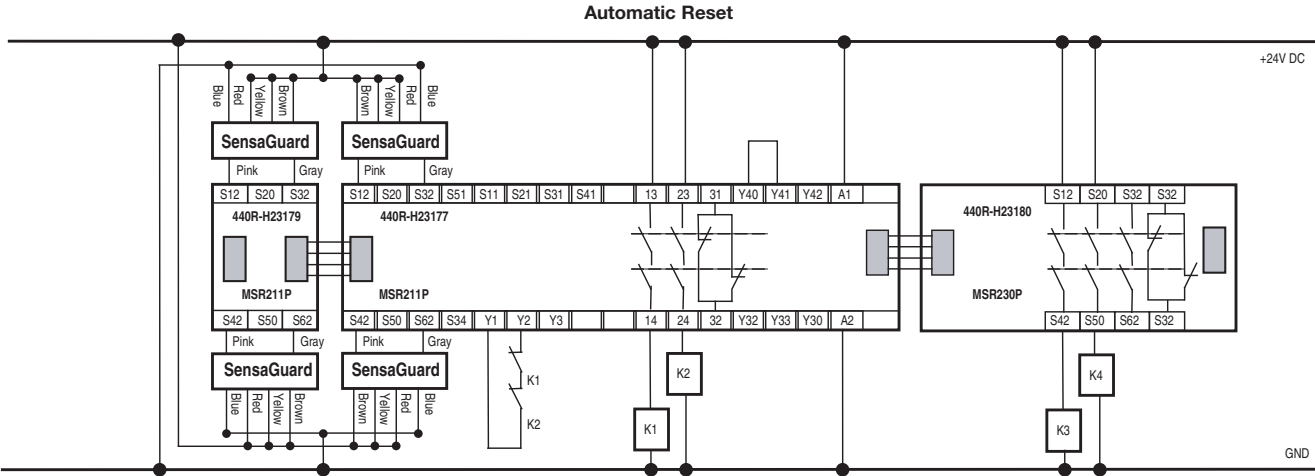 Automatic Reset
+24V DC
Blue Red Yellow Brown Brown Yellow Red Blue
SensaGuard SensaGuard
Pink Gray Pink Gray
S12 S20 S32 S12 S20 S32 S51 S11 S21 S31 S41 13 23 31 Y40 Y41 Y42 A1 S12 S20 S32 S32
440R-H23179 440R-H23177 440R-H23180
MSR211P MSR211P MSR230P
S42 S50 S62 S42 S50 S62 S34 Y1 Y2 Y3 14 24 32 Y32 Y33 Y30 A2 S42 S50 S62 S32
Pink Gray Pink Gray
SensaGuard SensaGuard K1 K2 K4
Blue Red Yellow Brown Brown Yellow Red Blue
K2 K1 K3
GND